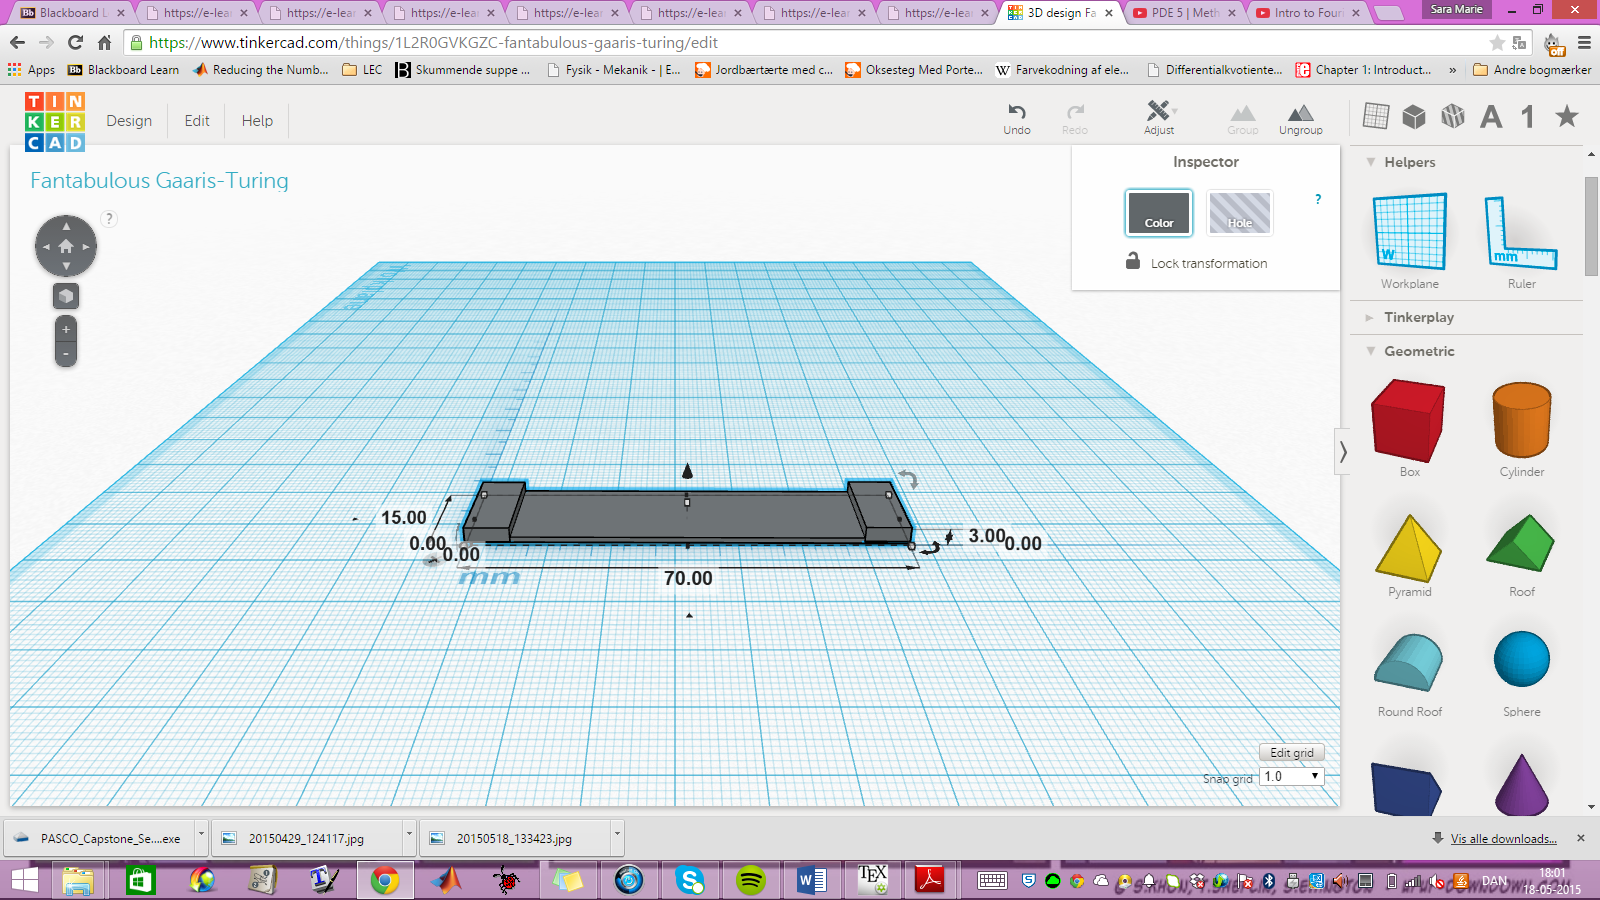 Blackboard L
https://e-lear
https://e-lear
https://e-lear
https://e-lear
https://e-lear
https://e-lear
https://e-lear
3D design Fa
PDE 5 | Meth
Intro to Four
Sara Marie
https://www.tinkercad.com/things/1L2R0GVKGZC-fantabulous-gaaris-turing/edit
Apps
Bb Blackboard Learn
Reducing the Numb...
LEC
B Skummende suppe ...
Fysik - Mekanik - | E...
Jordbærtærte med c...
Oksesteg Med Porte...
W Farvekodning af ele...
Differentialkvotiente...
Chapter 1: Introduct...
»
Andre bogmærker
TINKERCAD
Design
Edit
Help
Undo
Redo
Adjust
Group
Ungroup
A
1
Fantabulous Gaaris-Turing
?
+
-
Inspector
Color
Hole
?
Lock transformation
Helpers
W
mm
Workplane
Ruler
Tinkerplay
Geometric
Box
Cylinder
Pyramid
Roof
Round Roof
Sphere
15.00
0.00
0.00
mm
70.00
3.00
0.00
Edit grid
Snap grid
1.0
PASCO_Capstone_Se....exe
20150429_124117.jpg
20150518_133423.jpg
Vis alle downloads...
TEX
DAN
18:01
18-05-2015